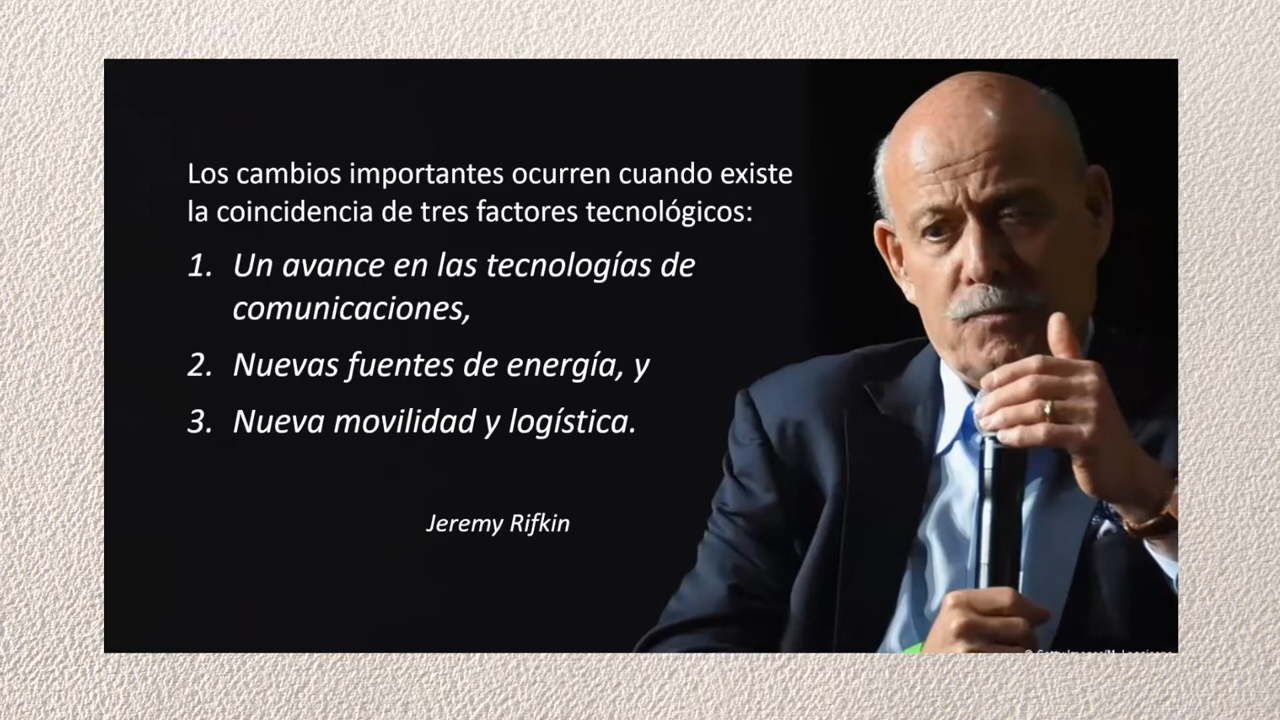 Los cambios importantes ocurren cuando existe
la coincidencia de tres factores tecnológicos:
1. Un avance en las tecnologías de
comunicaciones,
2. Nuevas fuentes de energía, y
3. Nueva movilidad y logística.
Jeremy Rifkin